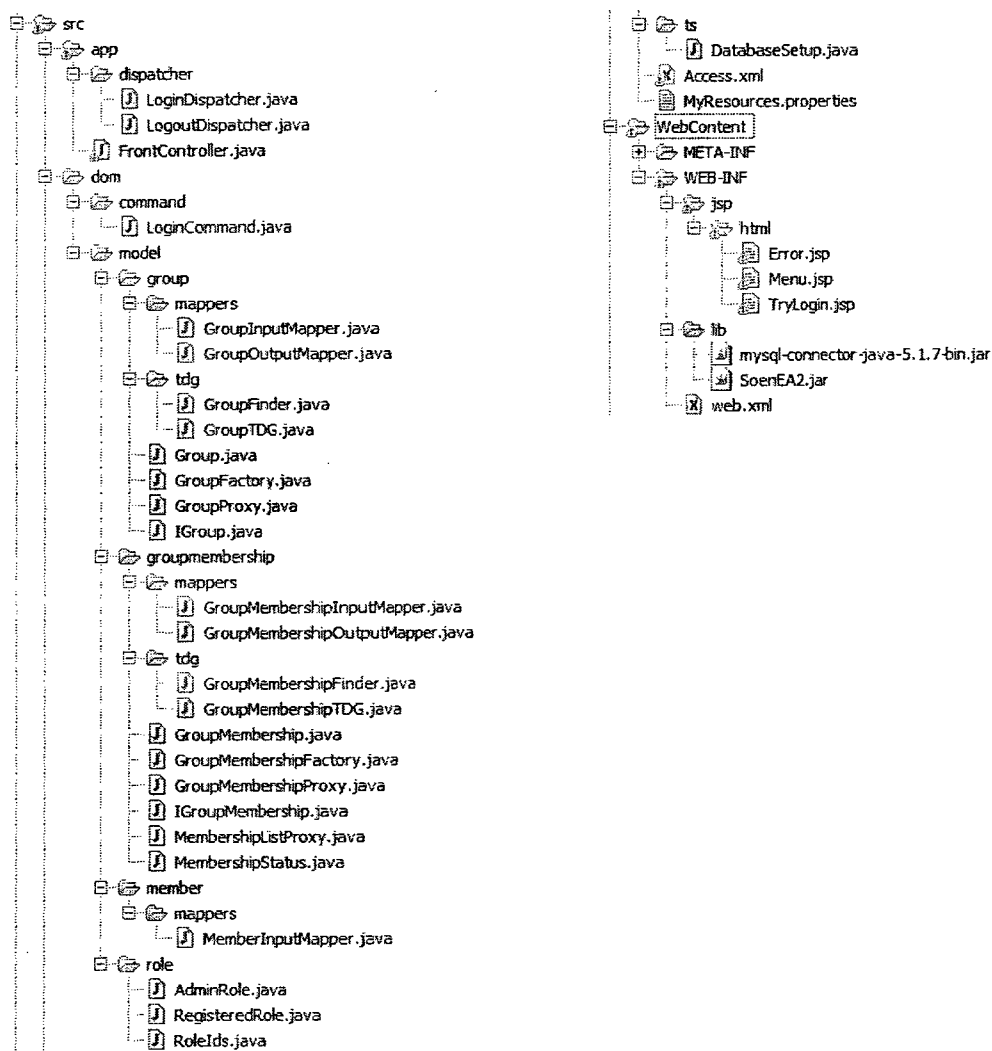 src
app
dispatcher
LoginDispatcher.java
LogoutDispatcher.java
FrontController.java
dom
command
LoginCommand.java
model
group
mappers
GroupInputMapper.java
GroupOutputMapper.java
tdg
GroupFinder.java
GroupTDG.java
Group.java
GroupFactory.java
GroupProxy.java
IGroup.java
groupmembership
mappers
GroupMembershipInputMapper.java
GroupMembershipOutputMapper.java
tdg
GroupMembershipFinder.java
GroupMembershipTDG.java
GroupMembership.java
GroupMembershipFactory.java
GroupMembershipProxy.java
IGroupMembership.java
MembershipListProxy.java
MembershipStatus.java
member
mappers
MemberInputMapper.java
role
AdminRole.java
RegisteredRole.java
RoleIds.java
ts
DatabaseSetup.java
Access.xml
MyResources.properties
WebContent
META-INF
WEB-INF
jsp
html
Error.jsp
Menu.jsp
TryLogin.jsp
lib
mysql-connector-java-5.1.7-bin.jar
SoenEA2.jar
web.xml